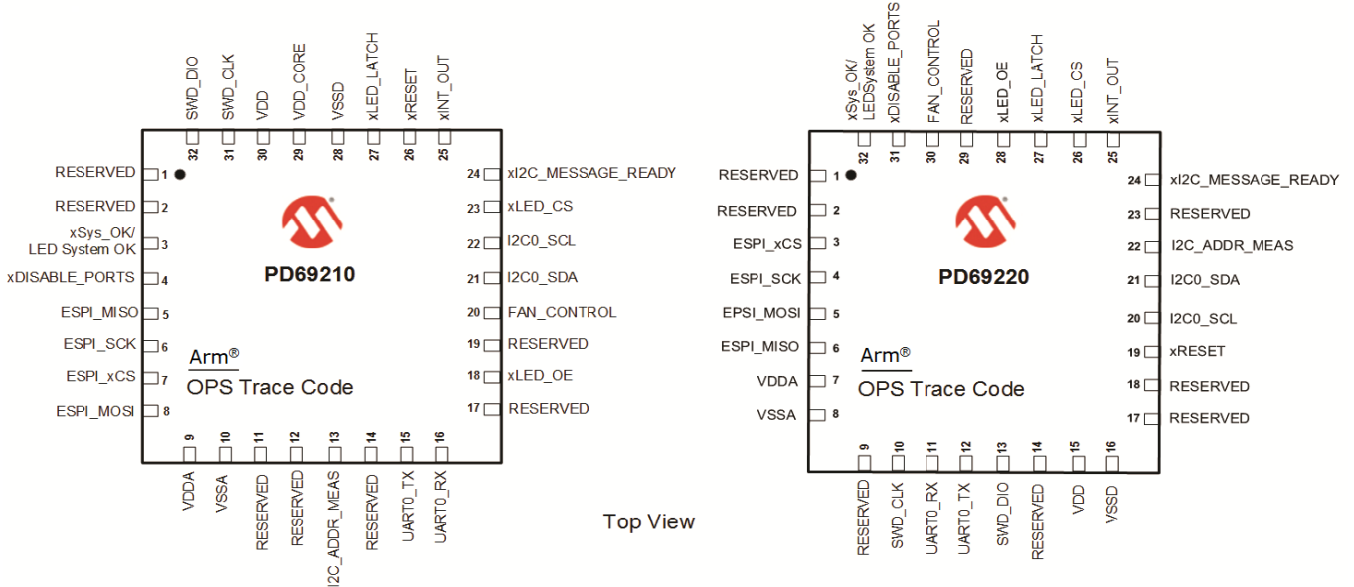 SWD_DIO
SWD_CLK
VDD
VDD_CORE
VSSD
xLED_LATCH
xRESET
xINT_OUT
32
31
30
29
28
27
26
25
RESERVED 1
RESERVED 2
xSys_OK/
LED System OK 3
xDISABLE_PORTS 4
ESPI_MISO 5
ESPI_SCK 6
ESPI_xCS 7
ESPI_MOSI 8
PD69210
Arm®
OPS Trace Code
24 xI2C_MESSAGE_READY
23 xLED_CS
22 I2C0_SCL
21 I2C0_SDA
20 FAN_CONTROL
19 RESERVED
18 xLED_OE
17 RESERVED
9
10
11
12
13
14
15
16
VDDA
VSSA
RESERVED
RESERVED
I2C_ADDR_MEAS
RESERVED
UART0_TX
UART0_RX
Top View
xSys_OK/
LEDSystem OK
xDISABLE_PORTS
FAN_CONTROL
RESERVED
xLED_OE
xLED_LATCH
xLED_CS
xINT_OUT
32
31
30
29
28
27
26
25
RESERVED 1
RESERVED 2
ESPI_xCS 3
ESPI_SCK 4
EPSI_MOSI 5
ESPI_MISO 6
VDDA 7
VSSA 8
PD69220
Arm®
OPS Trace Code
24 xI2C_MESSAGE_READY
23 RESERVED
22 I2C_ADDR_MEAS
21 I2C0_SDA
20 I2C0_SCL
19 xRESET
18 RESERVED
17 RESERVED
9
10
11
12
13
14
15
16
RESERVED
SWD_CLK
UART0_RX
UART0_TX
SWD_DIO
RESERVED
VDD
VSSD